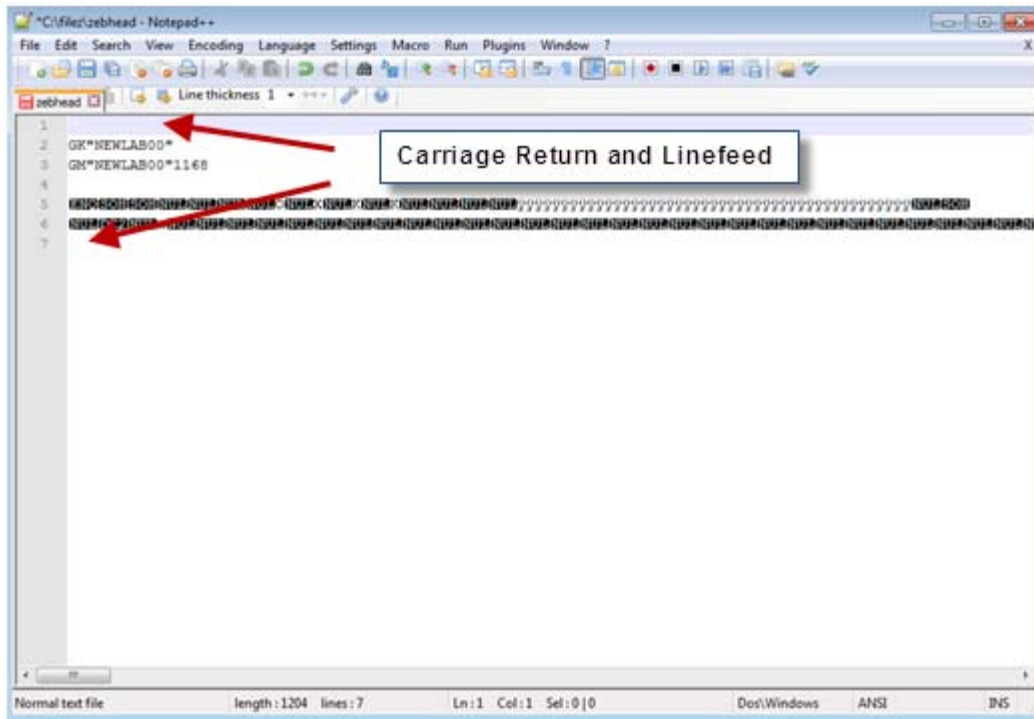 *C:\filez\zebhead - Notepad++
File Edit Search View Encoding Language Settings Macro Run Plugins Window ?
X
zebhead
Line thickness 1
1
2 GK"NEWLAB00"
3 GM"NEWLAB00"1168
4
5
6
7
Carriage Return and Linefeed
Normal text file length : 1204 lines : 7 Ln : 1 Col : 1 Sel : 0 | 0 Dos\Windows ANSI INS